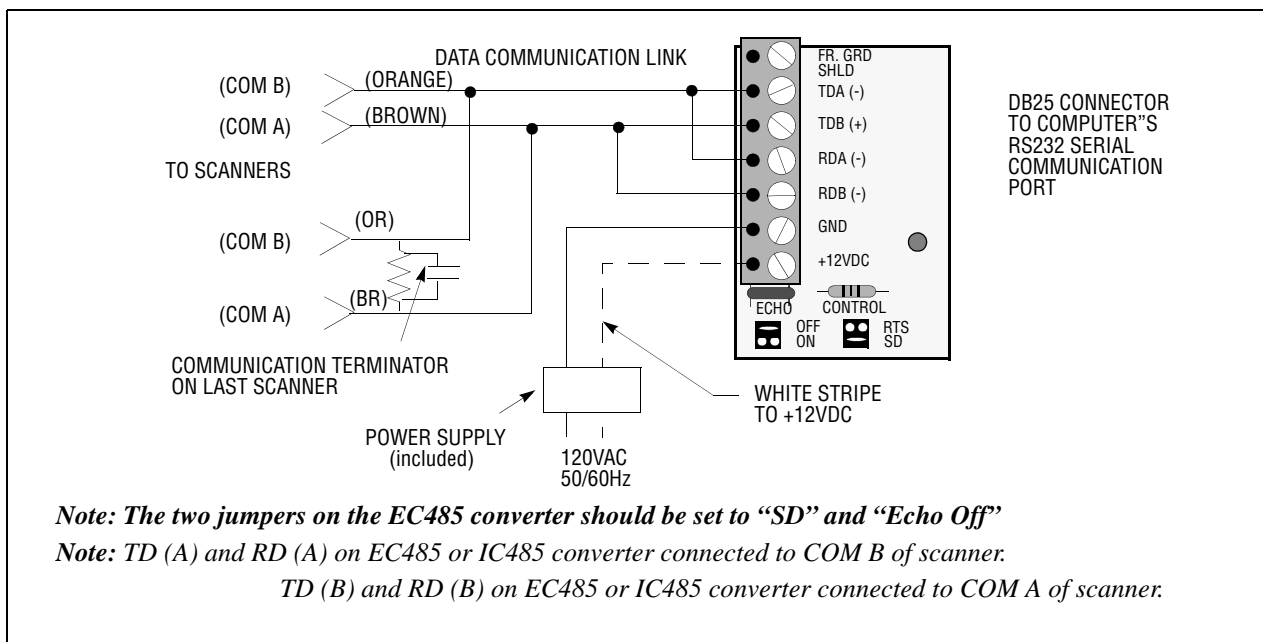 DATA COMMUNICATION LINK
(COM B)
(ORANGE)
(COM A)
(BROWN)
TO SCANNERS
(COM B)
(OR)
(COM A)
(BR)
COMMUNICATION TERMINATOR
ON LAST SCANNER
POWER SUPPLY
(included)
120VAC
50/60Hz
WHITE STRIPE
TO +12VDC
FR. GRD
SHLD
TDA (-)
TDB (+)
RDA (-)
RDB (-)
GND
+12VDC
ECHO
CONTROL
OFF
ON
RTS
SD
DB25 CONNECTOR
TO COMPUTER"S
RS232 SERIAL
COMMUNICATION
PORT
Note: The two jumpers on the EC485 converter should be set to “SD” and “Echo Off”
Note: TD (A) and RD (A) on EC485 or IC485 converter connected to COM B of scanner.
TD (B) and RD (B) on EC485 or IC485 converter connected to COM A of scanner.